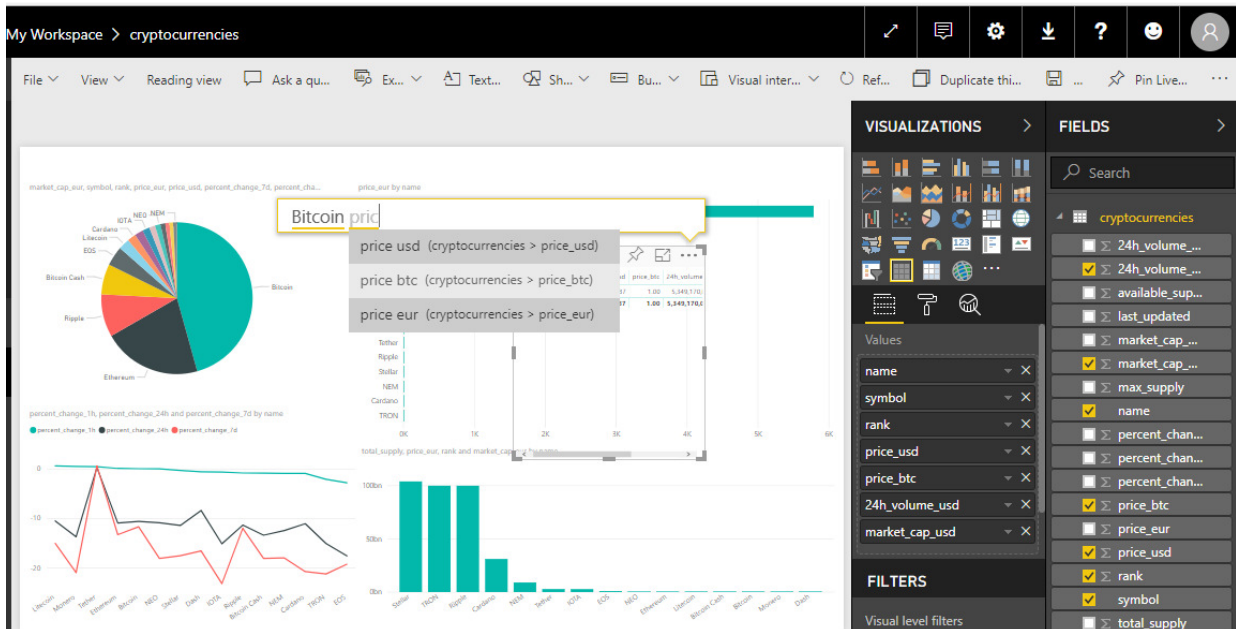 My Workspace > cryptocurrencies
File View Reading view Ask a qu... Ex... Text... Sh... Bu... Visual inter... Ref... Duplicate thi... ... Pin Live... ...
VISUALIZATIONS
FIELDS
Search
market_cap_eur, symbol, rank, price_eur, price_usd, percent_change_7d, percent_cha...
price_eur by name
Bitcoin pric
price usd (cryptocurrencies > price_usd)
price btc (cryptocurrencies > price_btc)
price eur (cryptocurrencies > price_eur)
NEM
NEO
IOTA
Cardano
Litecoin
EOS
Bitcoin Cash
Ripple
Ethereum
Bitcoin
price_btc 24h_volume
1.00 5,349,170,
1.00 5,349,170,
Tether
Ripple
Stellar
NEM
Cardano
TRON
0K 1K 2K 3K 4K 5K 6K
percent_change_1h, percent_change_24h and percent_change_7d by name
percent_change_1h percent_change_24h percent_change_7d
0
-10
-20
Litecoin Monero Tether Ethereum Bitcoin NEO Stellar Dash IOTA Ripple Bitcoin Cash NEM Cardano TRON EOS
total_supply, price_eur, rank and market_cap
100bn
50bn
0bn
Stellar TRON Ripple Cardano NEM Tether IOTA EOS NEO Ethereum Litecoin Bitcoin Cash Bitcoin Monero Dash
123
Values
name
symbol
rank
price_usd
price_btc
24h_volume_usd
market_cap_usd
FILTERS
Visual level filters
cryptocurrencies
24h_volume_...
24h_volume_...
available_sup...
last_updated
market_cap_...
market_cap_...
max_supply
name
percent_chan...
percent_chan...
percent_chan...
price_btc
price_eur
price_usd
rank
symbol
total_supply